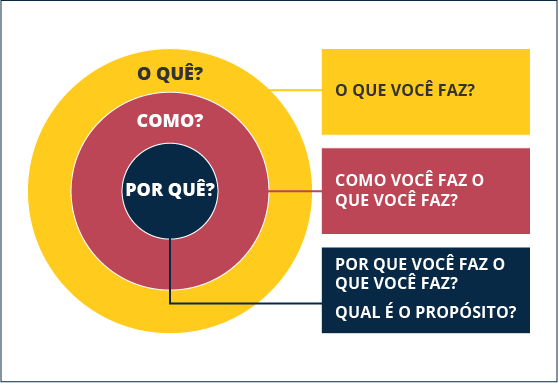 O QUÊ?
COMO?
POR QUÊ?
O QUE VOCÊ FAZ?
COMO VOCÊ FAZ O
QUE VOCÊ FAZ?
POR QUE VOCÊ FAZ O
QUE VOCÊ FAZ?
QUAL É O PROPÓSITO?